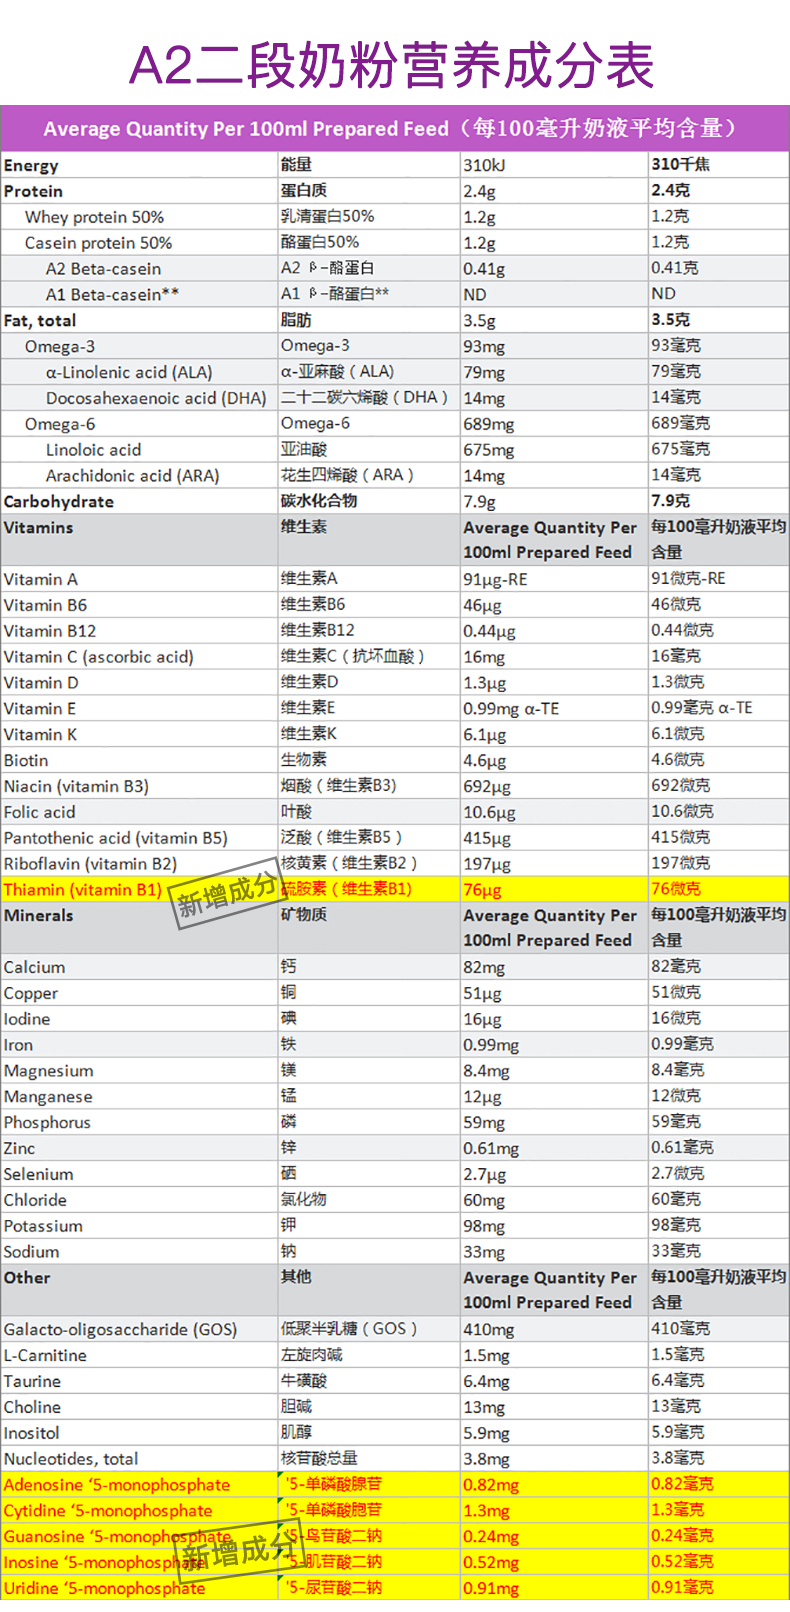 A2二段奶粉营养成分表
Average Quantity Per 100ml Prepared Feed（每100毫升奶液平均含量）
Energy 能量 310kJ 310千焦
Protein 蛋白质 2.4g 2.4克
Whey protein 50% 乳清蛋白50% 1.2g 1.2克
Casein protein 50% 酪蛋白50% 1.2g 1.2克
A2 Beta-casein A2 β-酪蛋白 0.41g 0.41克
A1 Beta-casein** A1 β-酪蛋白** ND ND
Fat, total 脂肪 3.5g 3.5克
Omega-3 Omega-3 93mg 93毫克
α-Linolenic acid (ALA) α-亚麻酸（ALA) 79mg 79毫克
Docosahexaenoic acid (DHA) 二十二碳六烯酸（DHA） 14mg 14毫克
Omega-6 Omega-6 689mg 689毫克
Linoloic acid 亚油酸 675mg 675毫克
Arachidonic acid (ARA) 花生四烯酸（ARA） 14mg 14毫克
Carbohydrate 碳水化合物 7.9g 7.9克
Vitamins 维生素 Average Quantity Per 每100毫升奶液平均
100ml Prepared Feed 含量
Vitamin A 维生素A 91µg-RE 91微克-RE
Vitamin B6 维生素B6 46µg 46微克
Vitamin B12 维生素B12 0.44µg 0.44微克
Vitamin C (ascorbic acid) 维生素C（抗坏血酸） 16mg 16毫克
Vitamin D 维生素D 1.3µg 1.3微克
Vitamin E 维生素E 0.99mg α-TE 0.99毫克 α-TE
Vitamin K 维生素K 6.1µg 6.1微克
Biotin 生物素 4.6µg 4.6微克
Niacin (vitamin B3) 烟酸（维生素B3) 692µg 692微克
Folic acid 叶酸 10.6µg 10.6微克
Pantothenic acid (vitamin B5) 泛酸（维生素B5） 415µg 415微克
Riboflavin (vitamin B2) 核黄素（维生素B2） 197µg 197微克
Thiamin (vitamin B1) 新增成分 硫胺素（维生素B1) 76µg 76微克
Minerals 矿物质 Average Quantity Per 每100毫升奶液平均
100ml Prepared Feed 含量
Calcium 钙 82mg 82毫克
Copper 铜 51µg 51微克
Iodine 碘 16µg 16微克
Iron 铁 0.99mg 0.99毫克
Magnesium 镁 8.4mg 8.4毫克
Manganese 锰 12µg 12微克
Phosphorus 磷 59mg 59毫克
Zinc 锌 0.61mg 0.61毫克
Selenium 硒 2.7µg 2.7微克
Chloride 氯化物 60mg 60毫克
Potassium 钾 98mg 98毫克
Sodium 钠 33mg 33毫克
Other 其他 Average Quantity Per 每100毫升奶液平均
100ml Prepared Feed 含量
Galacto-oligosaccharide (GOS) 低聚半乳糖（GOS） 410mg 410毫克
L-Carnitine 左旋肉碱 1.5mg 1.5毫克
Taurine 牛磺酸 6.4mg 6.4毫克
Choline 胆碱 13mg 13毫克
Inositol 肌醇 5.9mg 5.9毫克
Nucleotides, total 核苷酸总量 3.8mg 3.8毫克
Adenosine ‘5-monophosphate '5-单磷酸腺苷 0.82mg 0.82毫克
Cytidine ‘5-monophosphate '5-单磷酸胞苷 1.3mg 1.3毫克
Guanosine ‘5-monophosphate '5-鸟苷酸二钠 0.24mg 0.24毫克
Inosine ‘5-monophosphate 新增成分 '5-肌苷酸二钠 0.52mg 0.52毫克
Uridine ‘5-monophosphate '5-尿苷酸二钠 0.91mg 0.91毫克